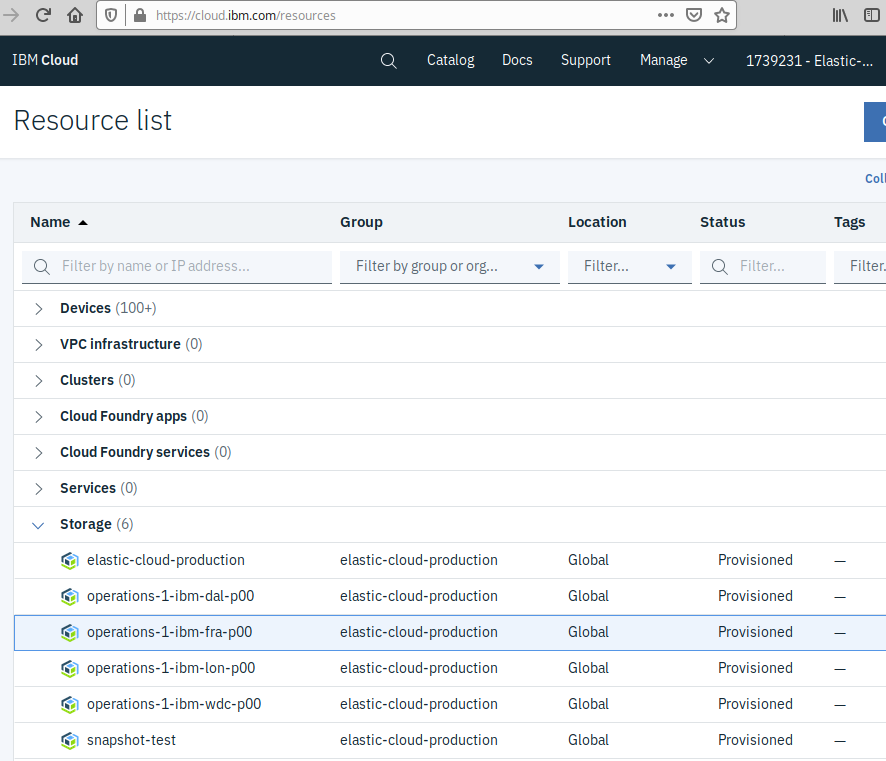 https://cloud.ibm.com/resources
IBM Cloud Catalog Docs Support Manage 1739231 - Elastic-...
Resource list
Coll
Name Group Location Status Tags
Filter by name or IP address... Filter by group or org... Filter... Filter... Filter.
Devices (100+)
VPC infrastructure (0)
Clusters (0)
Cloud Foundry apps (0)
Cloud Foundry services (0)
Services (0)
Storage (6)
elastic-cloud-production elastic-cloud-production Global Provisioned —
operations-1-ibm-dal-p00 elastic-cloud-production Global Provisioned —
operations-1-ibm-fra-p00 elastic-cloud-production Global Provisioned —
operations-1-ibm-lon-p00 elastic-cloud-production Global Provisioned —
operations-1-ibm-wdc-p00 elastic-cloud-production Global Provisioned —
snapshot-test elastic-cloud-production Global Provisioned —